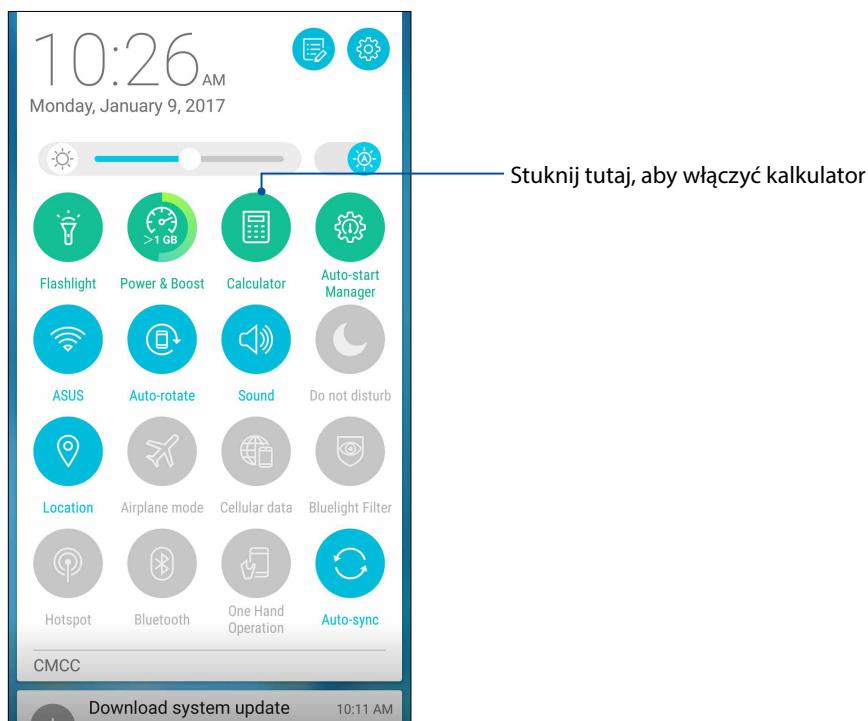 10:26 AM
Monday, January 9, 2017
A
Stuknij tutaj, aby włączyć kalkulator
>1 GB
Flashlight
Power & Boost
Calculator
Auto-start
Manager
ASUS
Auto-rotate
Sound
Do not disturb
Location
Airplane mode
Cellular data
Bluelight Filter
Hotspot
Bluetooth
One Hand
Operation
Auto-sync
CMCC
Download system update 10:11 AM